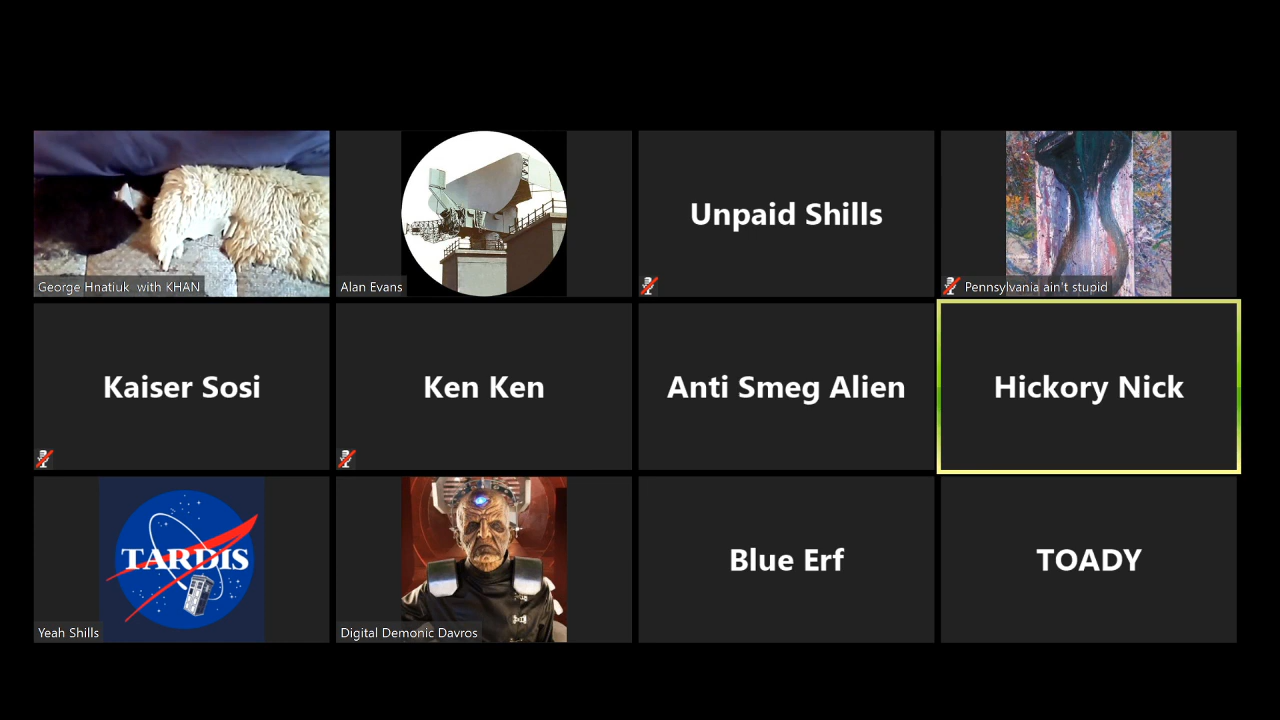 George Hnatiuk  with KHAN
Alan Evans
Unpaid Shills
Pennsylvania ain't stupid
Kaiser Sosi
Ken Ken
Anti Smeg Alien
Hickory Nick
TARDIS
Yeah Shills
Digital Demonic Davros
Blue Erf
TOADY